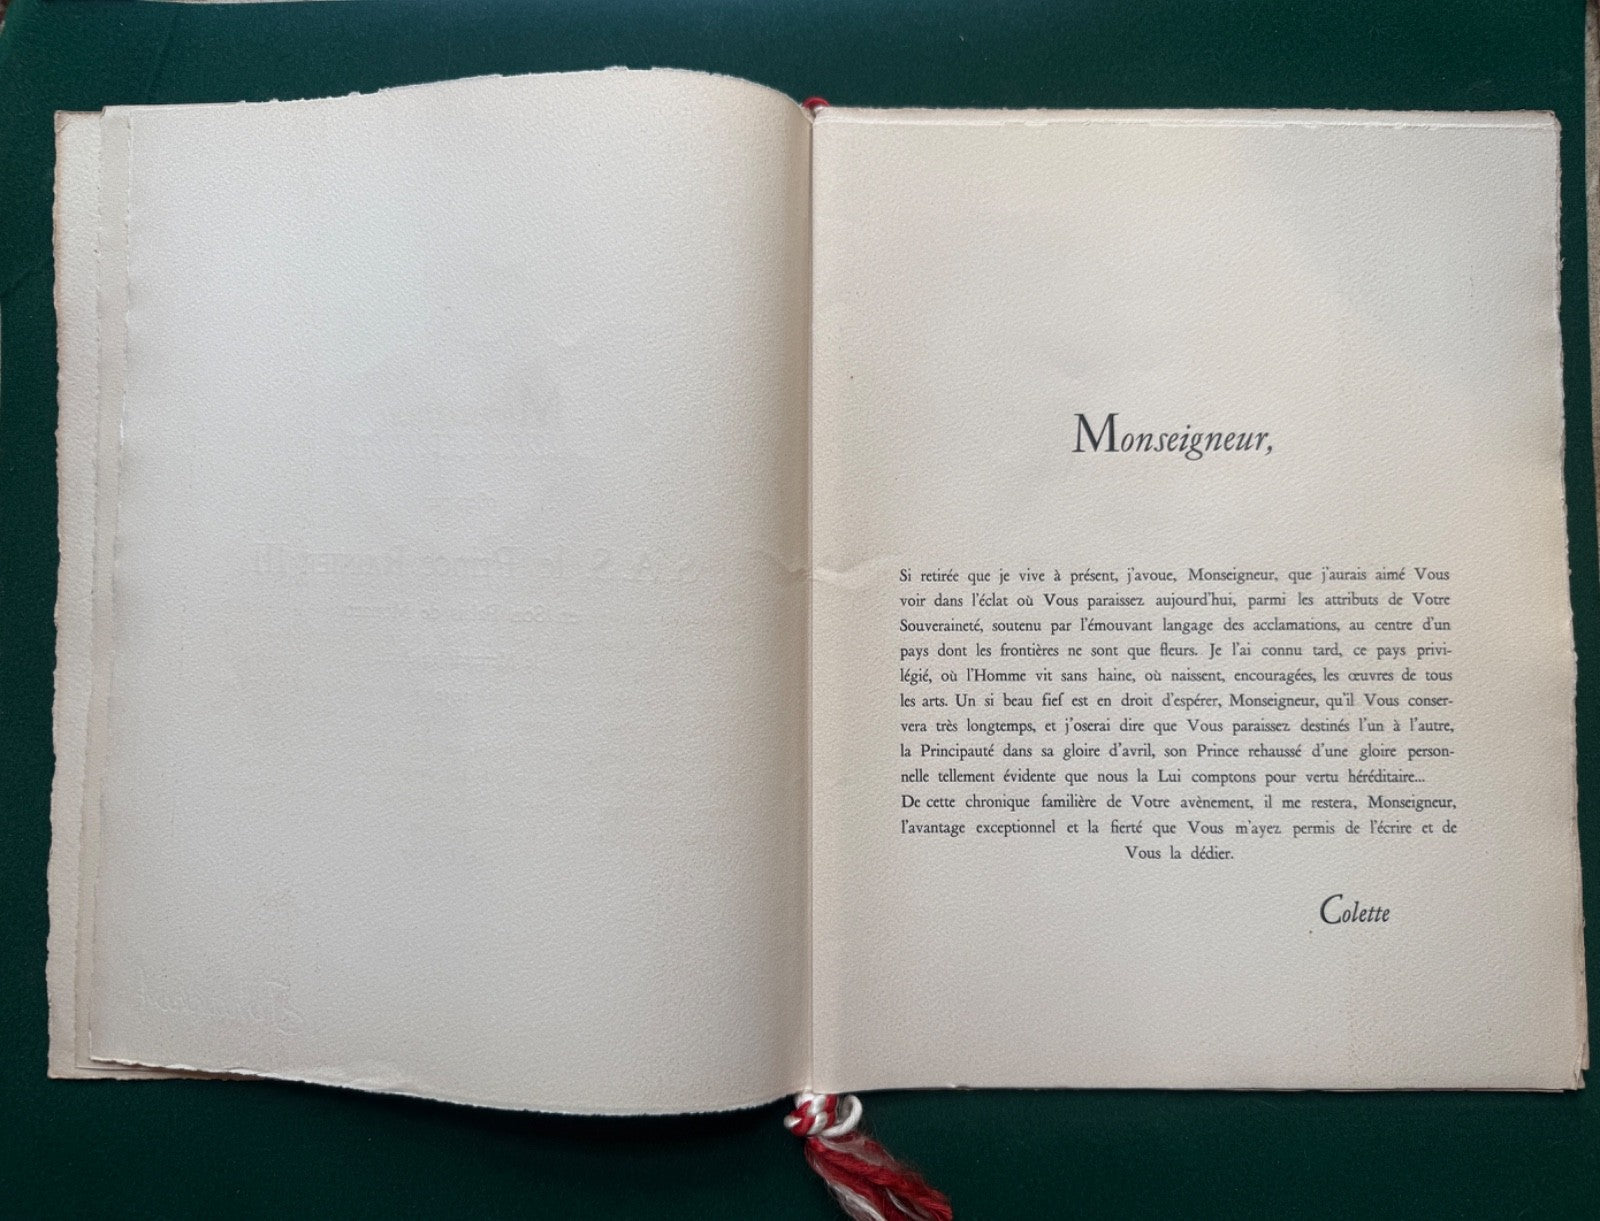 Monseigneur,
Si retirée que je vive à présent, j'avoue, Monseigneur, que j'aurais aimé Vous
voir dans l'éclat où Vous paraissez aujourd'hui, parmi les attributs de Votre
Souveraineté, soutenu par l'émouvant langage des acclamations, au centre d'un
pays dont les frontières ne sont que fleurs. Je l'ai connu tard, ce pays privi-
légié, où l'Homme vit sans haine, où naissent, encouragées, les œuvres de tous
les arts. Un si beau fief est en droit d'espérer, Monseigneur, qu'il Vous conser-
vera très longtemps, et j'oserai dire que Vous paraissez destinés l'un à l'autre,
la Principauté dans sa gloire d'avril, son Prince rehaussé d'une gloire person-
nelle tellement évidente que nous la Lui comptons pour vertu héréditaire...
De cette chronique familière de Votre avènement, il me restera, Monseigneur,
l'avantage exceptionnel et la fierté que Vous m'ayez permis de l'écrire et de
Vous la dédier.
Colette